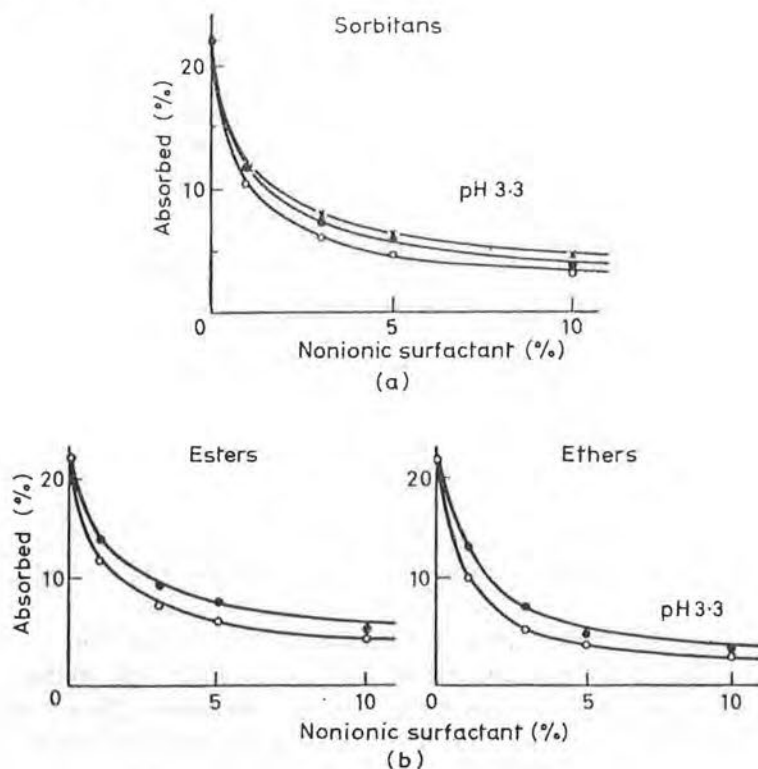 Sorbitans
20
10
Absorbed (%)
pH 3·3
0 5 10
Nonionic surfactant (%)
(a)
Esters Ethers
20 20
10 10
Absorbed (%)
pH 3·3
0 5 10 0 5 10
Nonionic surfactant (%)
(b)